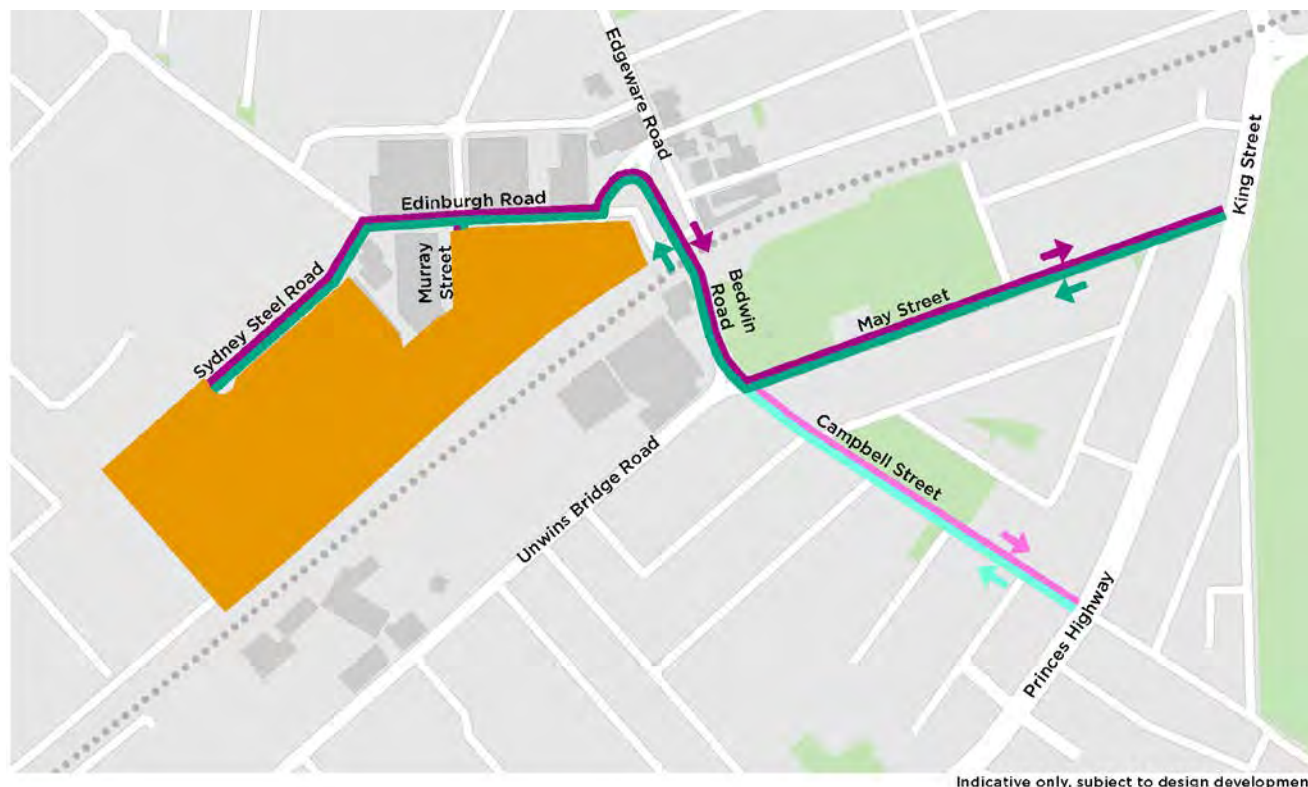 Edgeware Road
King Street
Edinburgh Road
Murray
Street
Bedwin
Road
Sydney Steel Road
May Street
Campbell Street
Unwins Bridge Road
Princes Highway
Indicative only, subject to design developmen